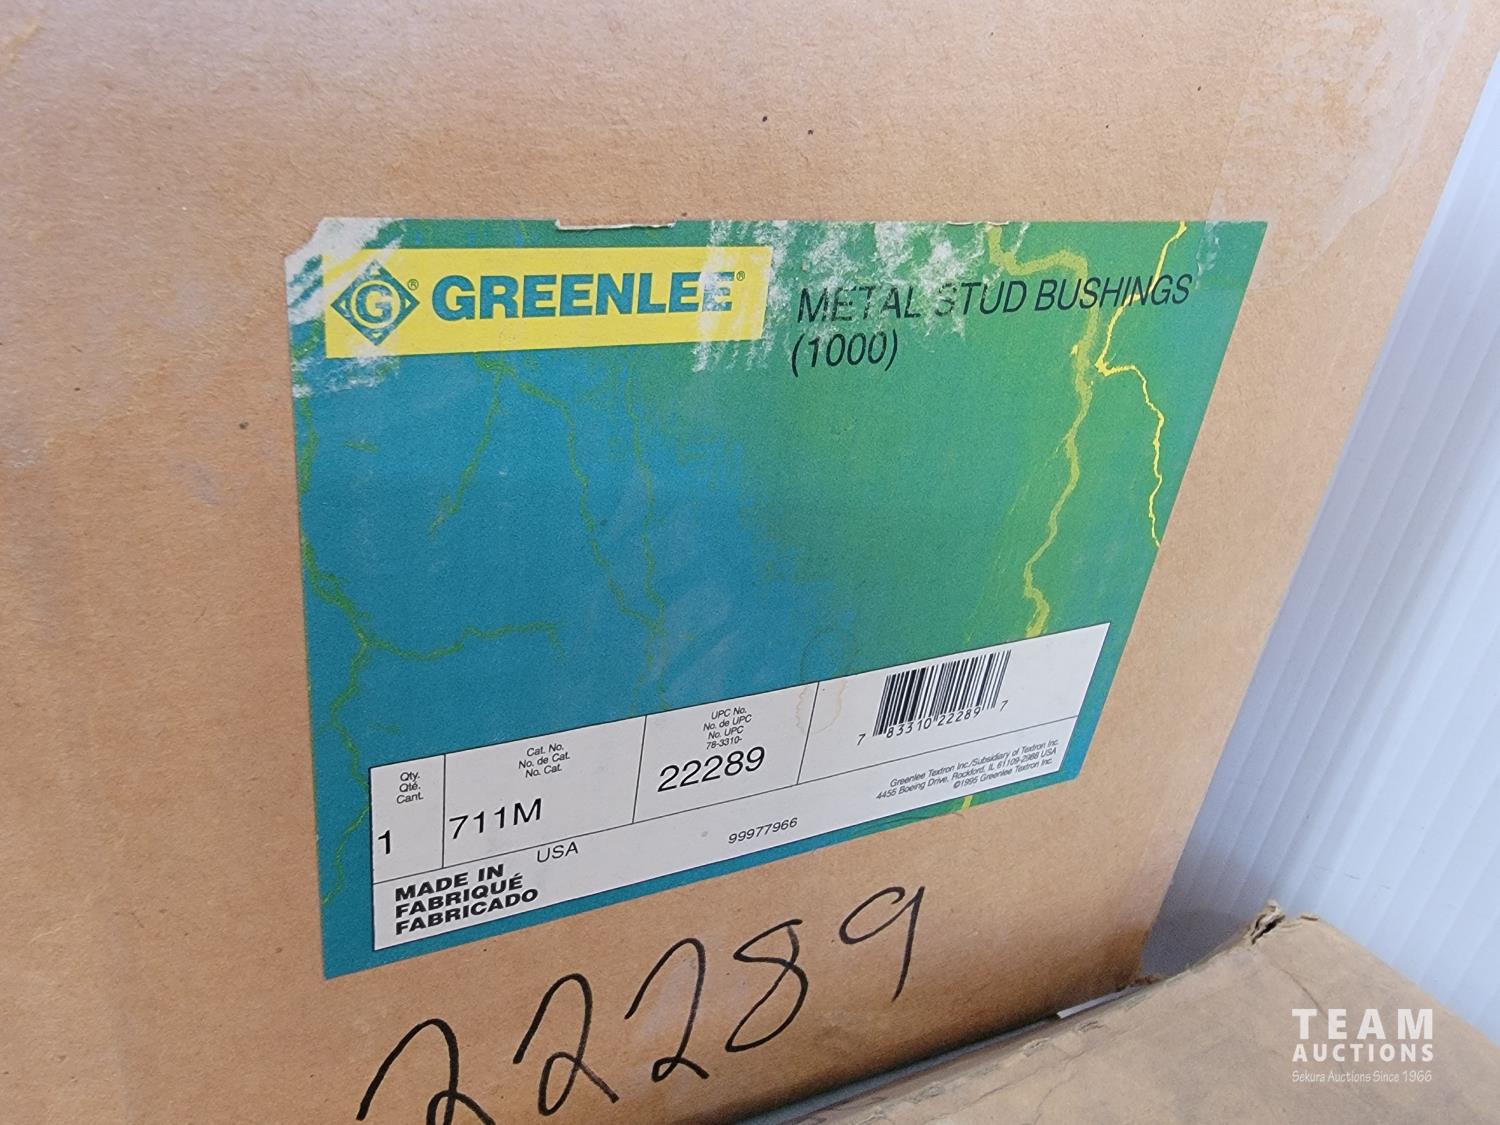 G® GREENLEE®
METAL STUD BUSHINGS
(1000)
Qty.
Qté.
Cant.
1
Cat. No.
No. de Cat.
No. Cat.
711M
UPC No.
No. de UPC
No. UPC
78-3310-
22289
7 83310 22289 7
Greenlee Textron Inc./Subsidiary of Textron Inc.
4455 Boeing Drive, Rockford, IL 61109-2988 USA
©1995 Greenlee Textron Inc.
MADE IN
FABRIQUÉ
FABRICADO
USA
99977966
22289
TEAM
AUCTIONS
Sekura Auctions Since 1966